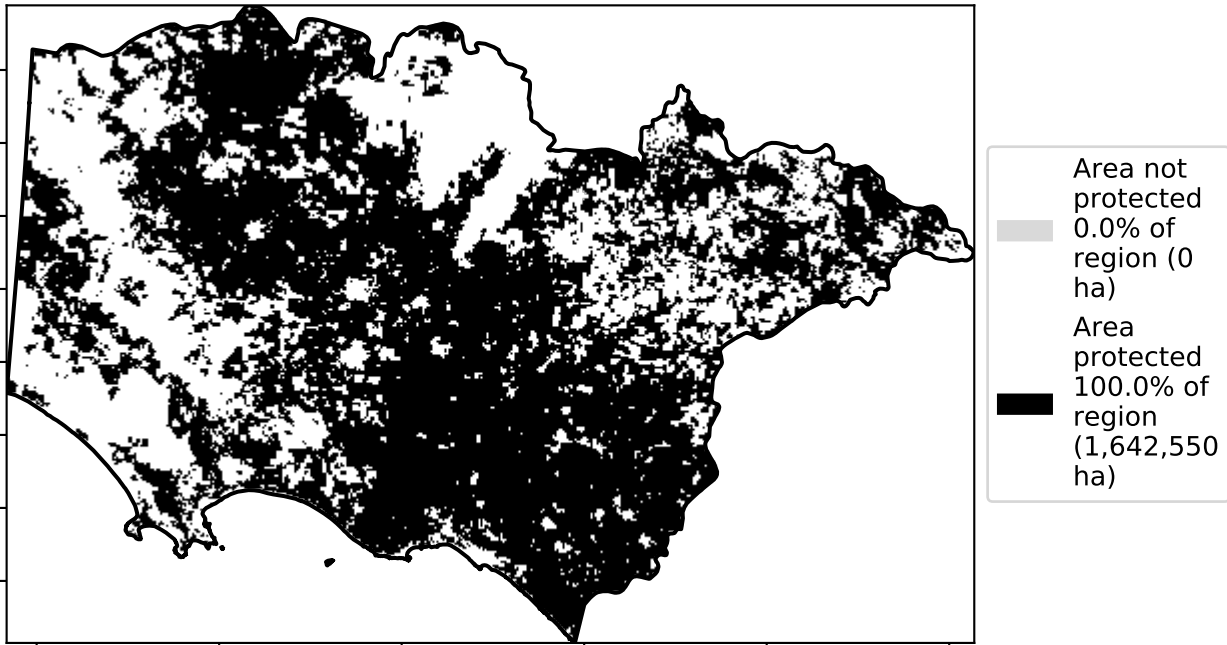 Area not
protected
0.0% of
region (0
ha)
Area
protected
100.0% of
region
(1,642,550
ha)